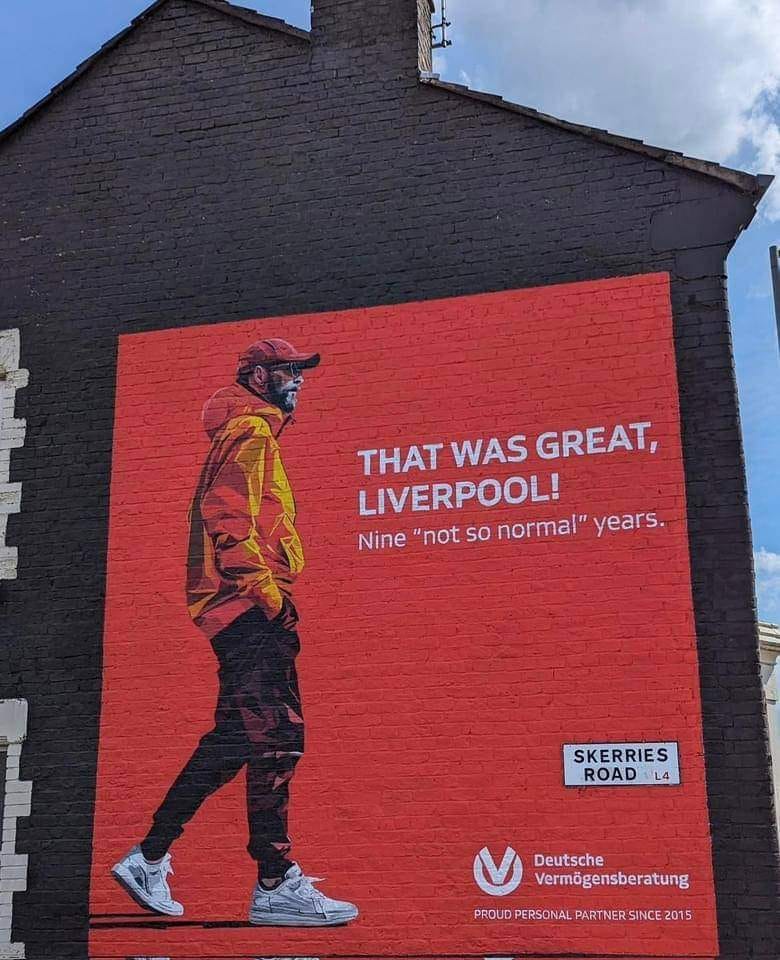 THAT WAS GREAT,
LIVERPOOL!
Nine “not so normal” years.
SKERRIES
ROAD L4
Deutsche
Vermögensberatung
PROUD PERSONAL PARTNER SINCE 2015